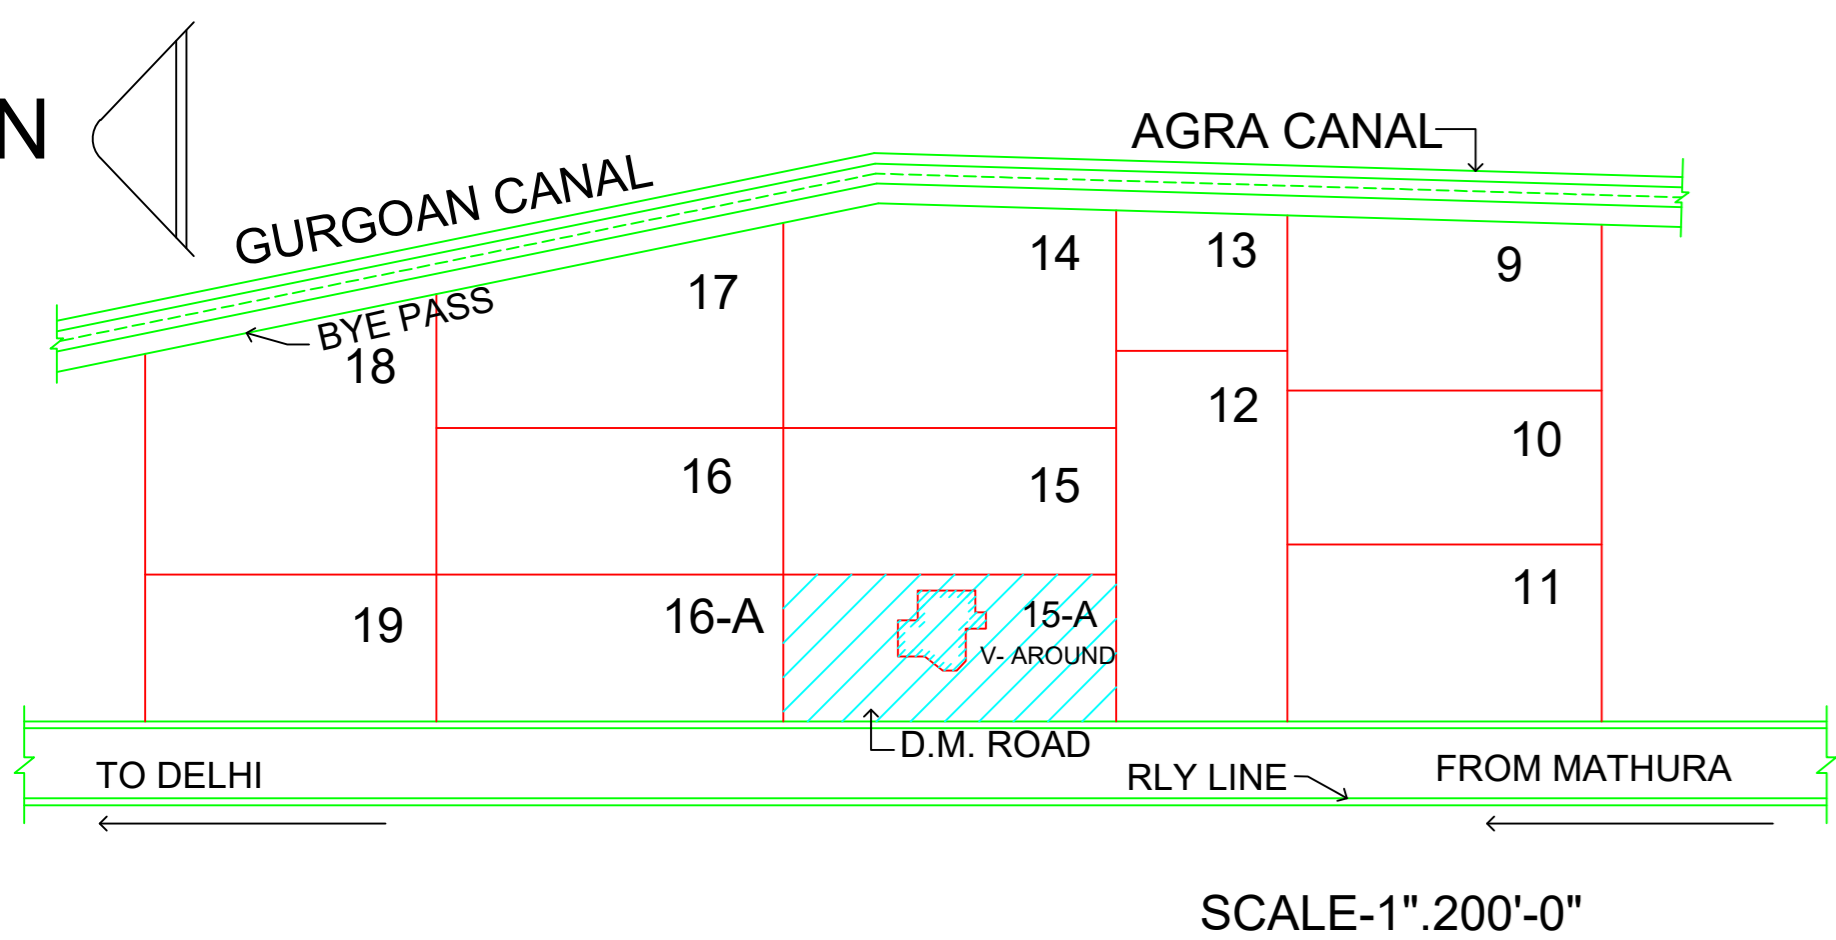 N
AGRA CANAL
GURGOAN CANAL
BYE PASS
14
13
9
17
18
12
10
16
15
11
19
16-A
15-A
V- AROUND
D.M. ROAD
TO DELHI
RLY LINE
FROM MATHURA
SCALE-1".200'-0"